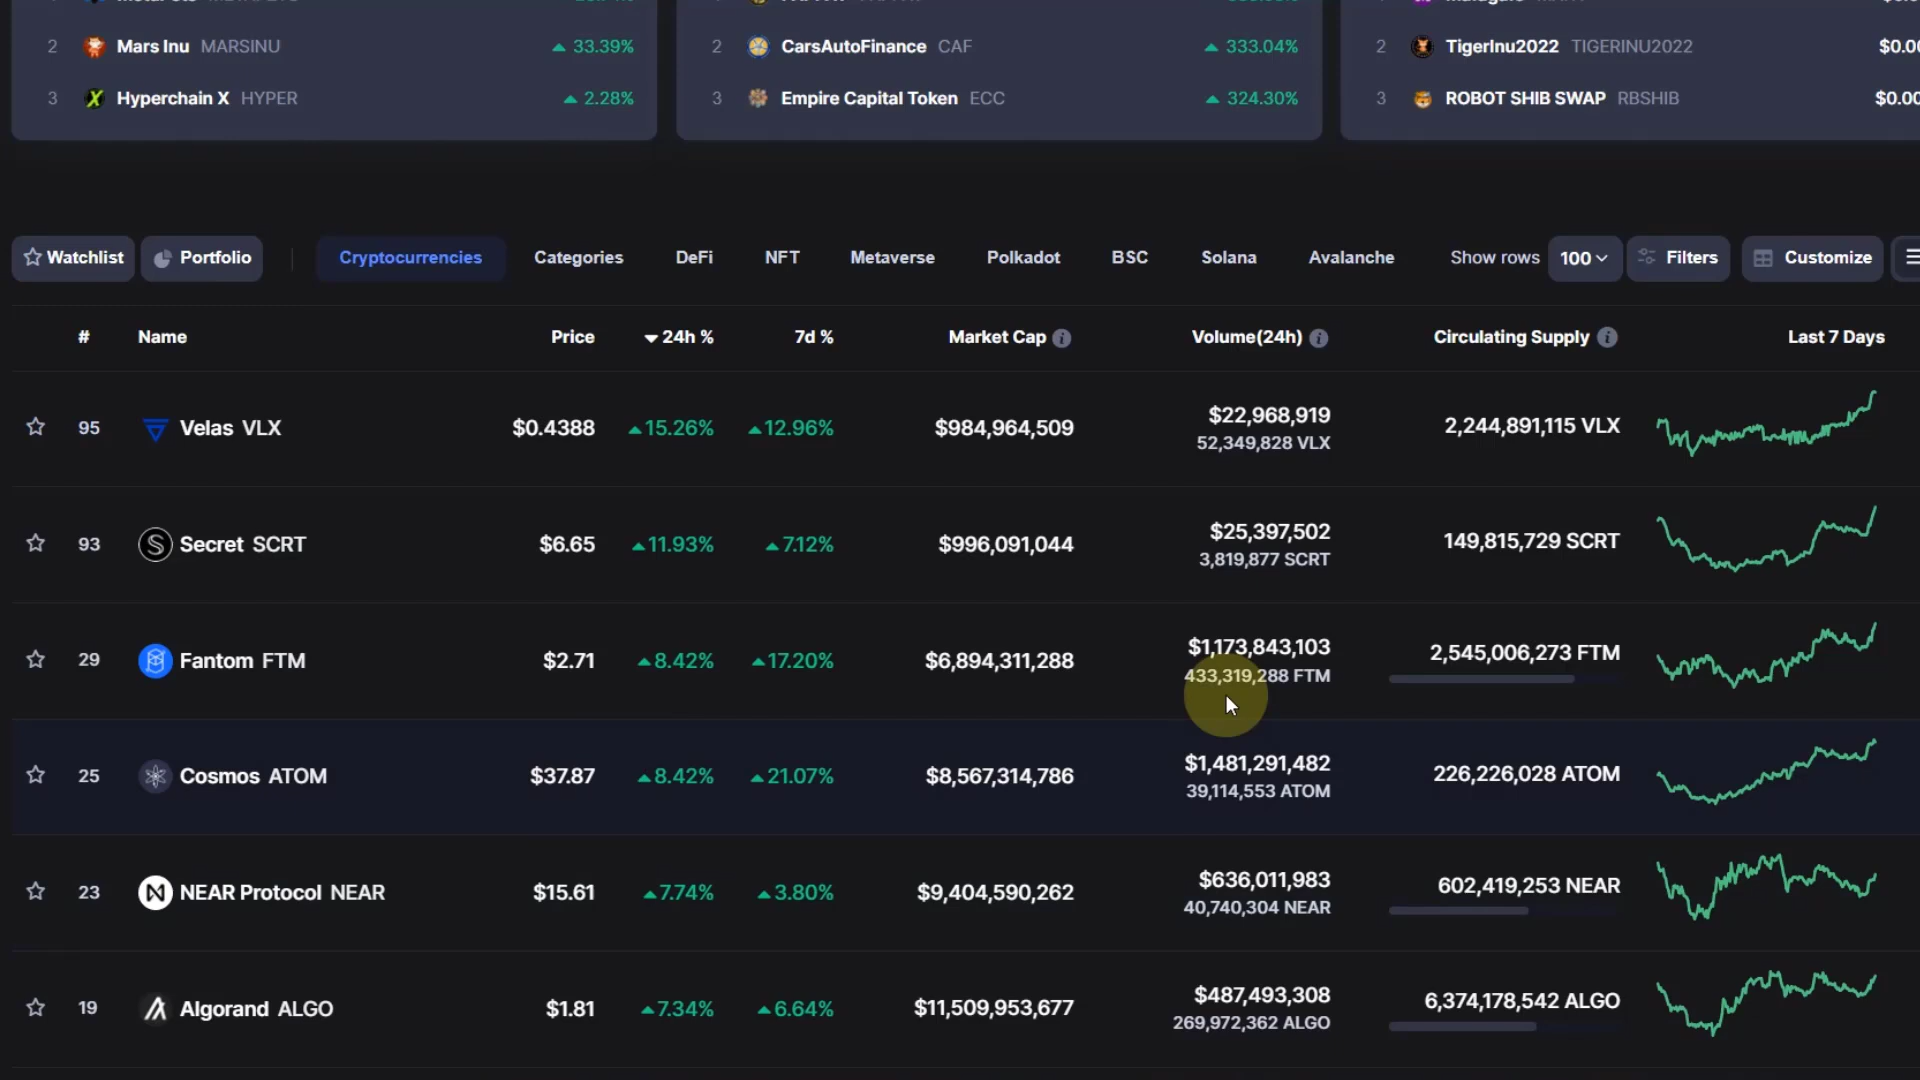 2 Mars Inu MARSINU 33.39%
3 Hyperchain X HYPER 2.28%
2 CarsAutoFinance CAF 333.04%
3 Empire Capital Token ECC 324.30%
2 TigerInu2022 TIGERINU2022 $0.00
3 ROBOT SHIB SWAP RBSHIB $0.00
Watchlist Portfolio Cryptocurrencies Categories DeFi NFT Metaverse Polkadot BSC Solana Avalanche Show rows 100 Filters Customize
# Name Price 24h % 7d % Market Cap Volume(24h) Circulating Supply Last 7 Days
95 Velas VLX $0.4388 15.26% 12.96% $984,964,509 $22,968,919 2,244,891,115 VLX
52,349,828 VLX
93 Secret SCRT $6.65 11.93% 7.12% $996,091,044 $25,397,502 149,815,729 SCRT
3,819,877 SCRT
29 Fantom FTM $2.71 8.42% 17.20% $6,894,311,288 $1,173,843,103 2,545,006,273 FTM
433,319,288 FTM
25 Cosmos ATOM $37.87 8.42% 21.07% $8,567,314,786 $1,481,291,482 226,226,028 ATOM
39,114,553 ATOM
23 NEAR Protocol NEAR $15.61 7.74% 3.80% $9,404,590,262 $636,011,983 602,419,253 NEAR
40,740,304 NEAR
19 Algorand ALGO $1.81 7.34% 6.64% $11,509,953,677 $487,493,308 6,374,178,542 ALGO
269,972,362 ALGO